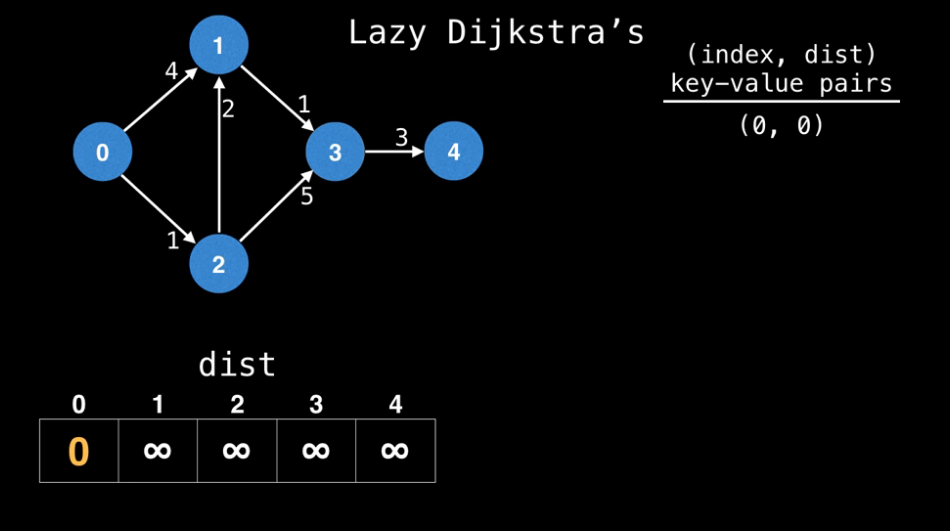 Lazy Dijkstra’s
(index, dist)
key-value pairs
(0, 0)
1
4
2
1
0
3
3
4
5
1
2
dist
0 1 2 3 4
0 ∞ ∞ ∞ ∞